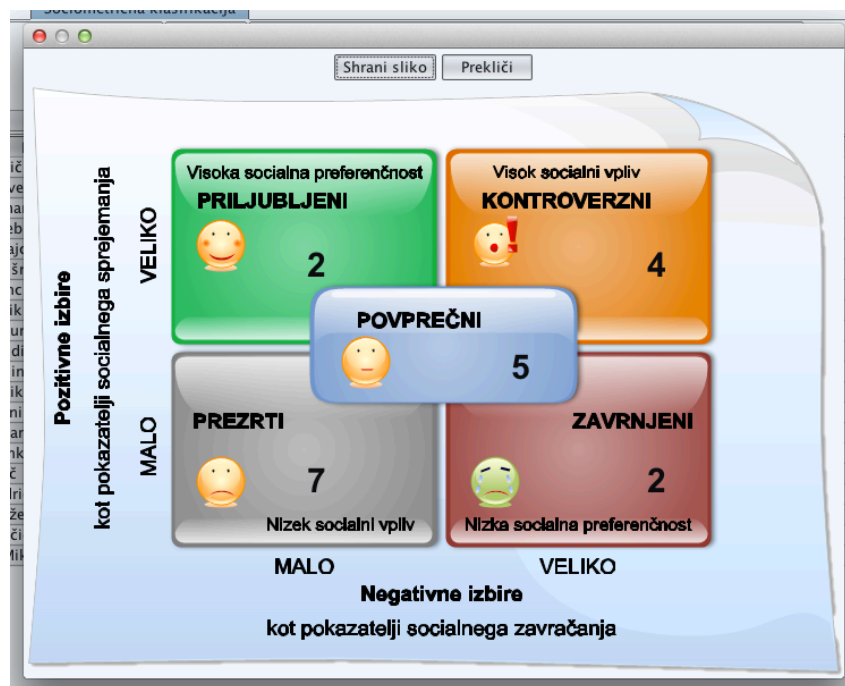 Sociometrična klasifikacija
Shrani sliko
Prekliči
Pozitivne izbire
kot pokazatelji socialnega sprejemanja
VELIKO
MALO
Visoka socialna preferenčnost
PRILJUBLJENI
2
Visok socialni vpliv
KONTROVERZNI
4
POVPREČNI
5
PREZRTI
7
Nizek socialni vpliv
ZAVRNJENI
2
Nizka socialna preferenčnost
MALO
VELIKO
Negativne izbire
kot pokazatelji socialnega zavračanja